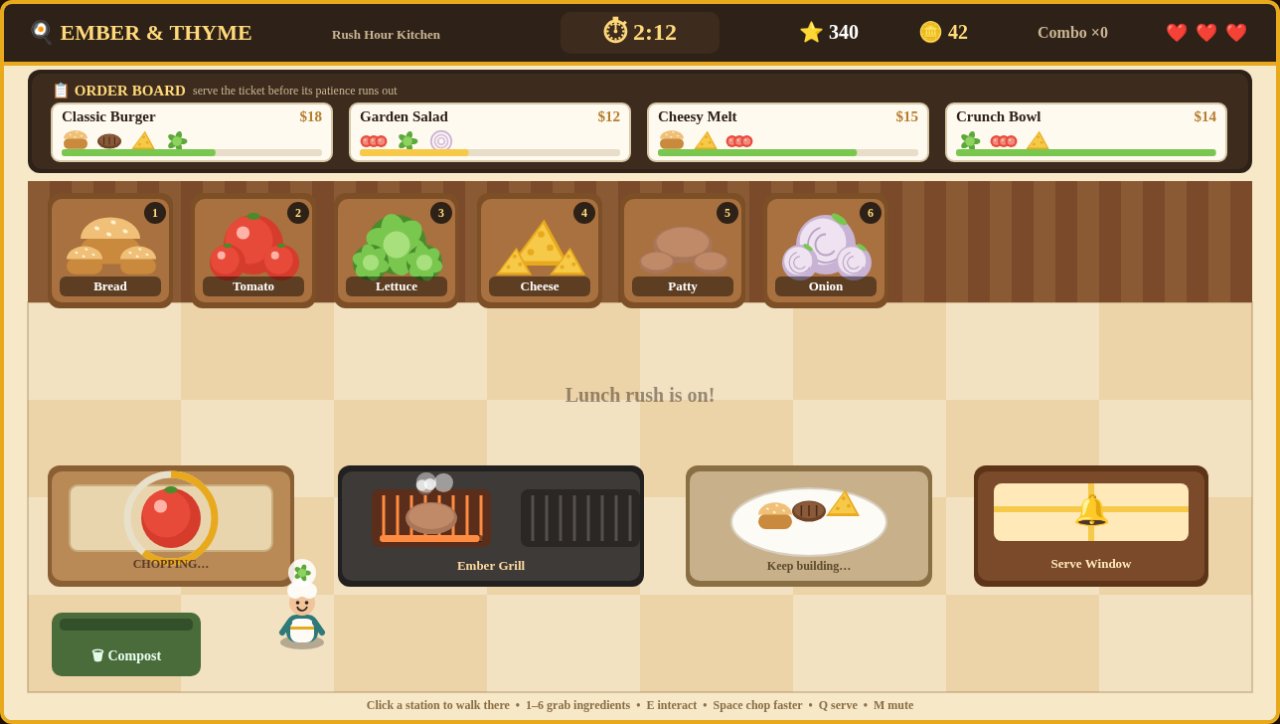 EMBER & THYME
Rush Hour Kitchen
2:12
340
42
Combo ×0
ORDER BOARD serve the ticket before its patience runs out
Classic Burger $18
Garden Salad $12
Cheesy Melt $15
Crunch Bowl $14
1
2
3
4
5
6
Bread
Tomato
Lettuce
Cheese
Patty
Onion
Lunch rush is on!
CHOPPING…
Ember Grill
Keep building…
Serve Window
Compost
Click a station to walk there • 1–6 grab ingredients • E interact • Space chop faster • Q serve • M mute